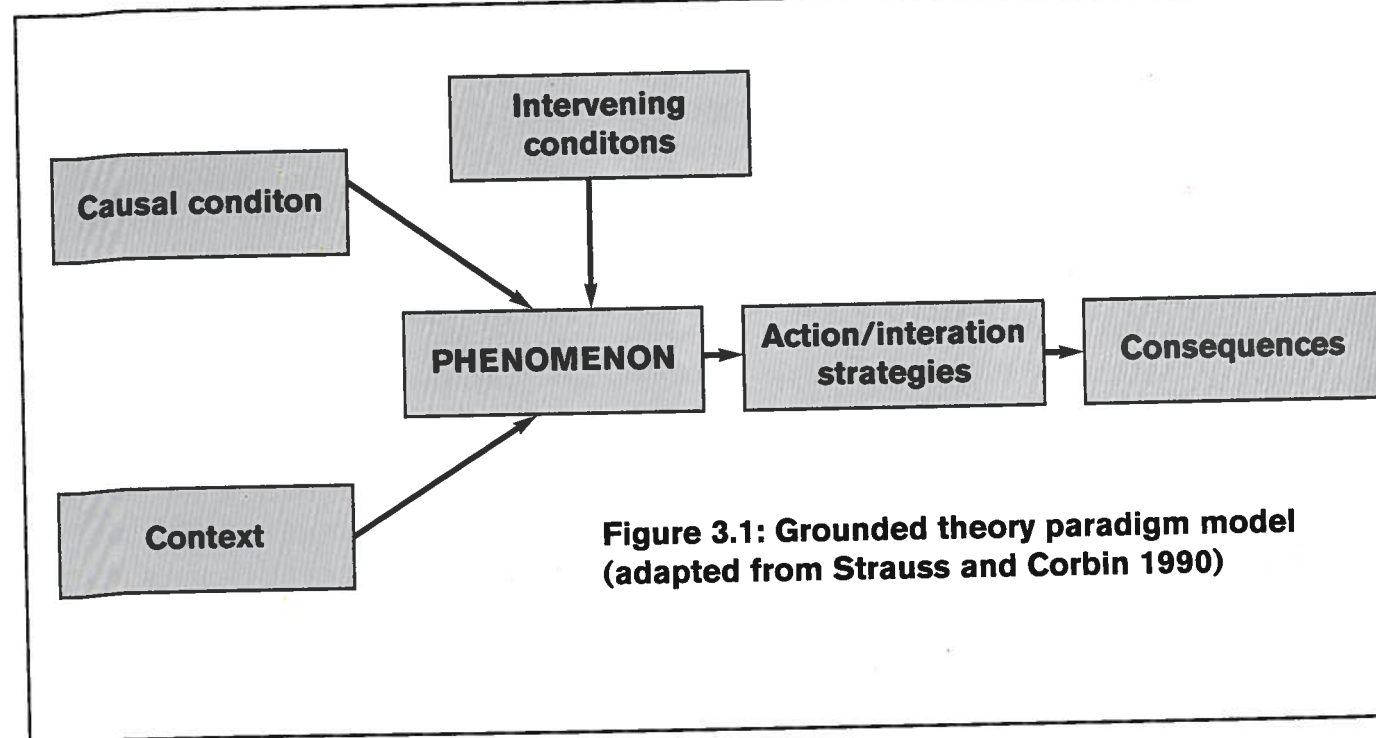 Intervening
conditons
Causal conditon
PHENOMENON
Action/interation
strategies
Consequences
Context
Figure 3.1: Grounded theory paradigm model
(adapted from Strauss and Corbin 1990)